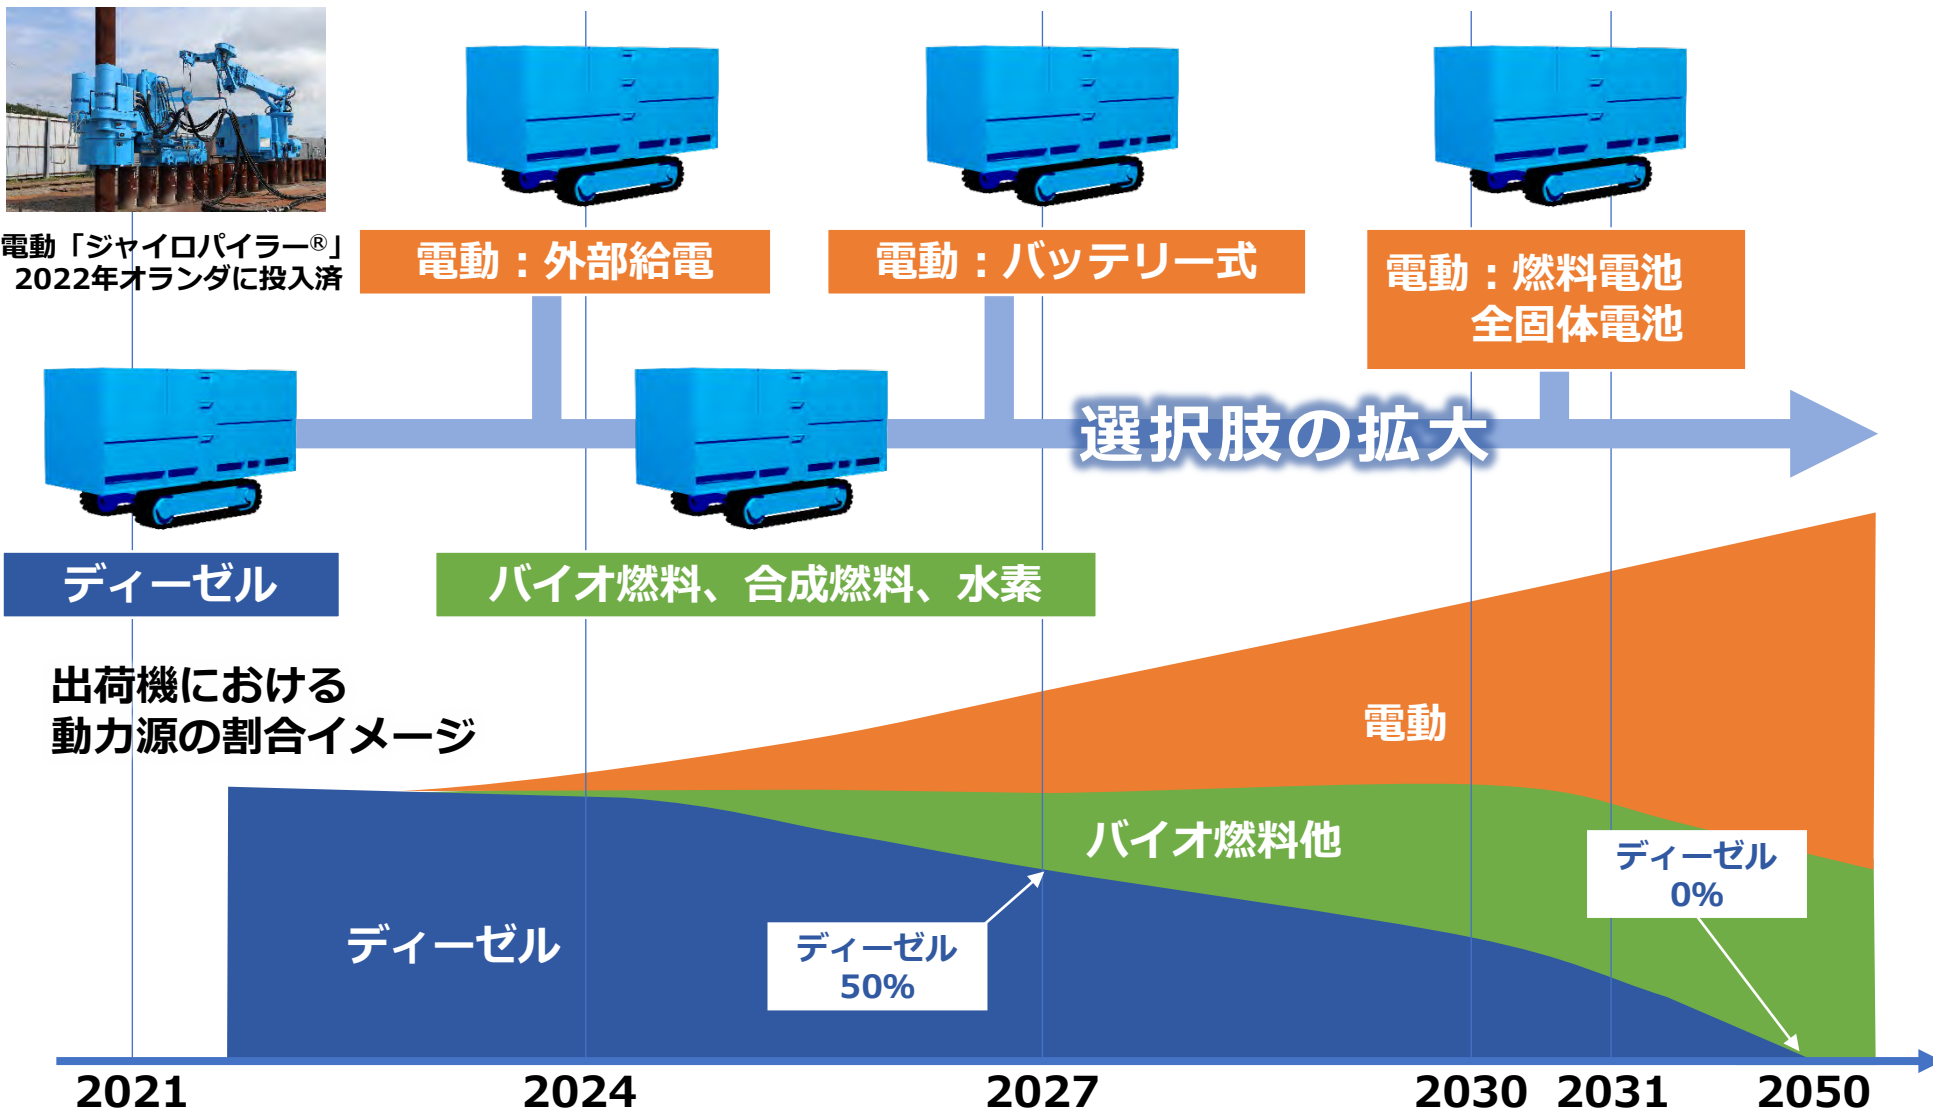 電動「ジャイロパイラー®」
2022年オランダに投入済
電動：外部給電
電動：バッテリー式
電動：燃料電池
全固体電池
選択肢の拡大
ディーゼル
バイオ燃料、合成燃料、水素
出荷機における
動力源の割合イメージ
電動
バイオ燃料他
ディーゼル
ディーゼル
50%
ディーゼル
0%
2021
2024
2027
2030
2031
2050